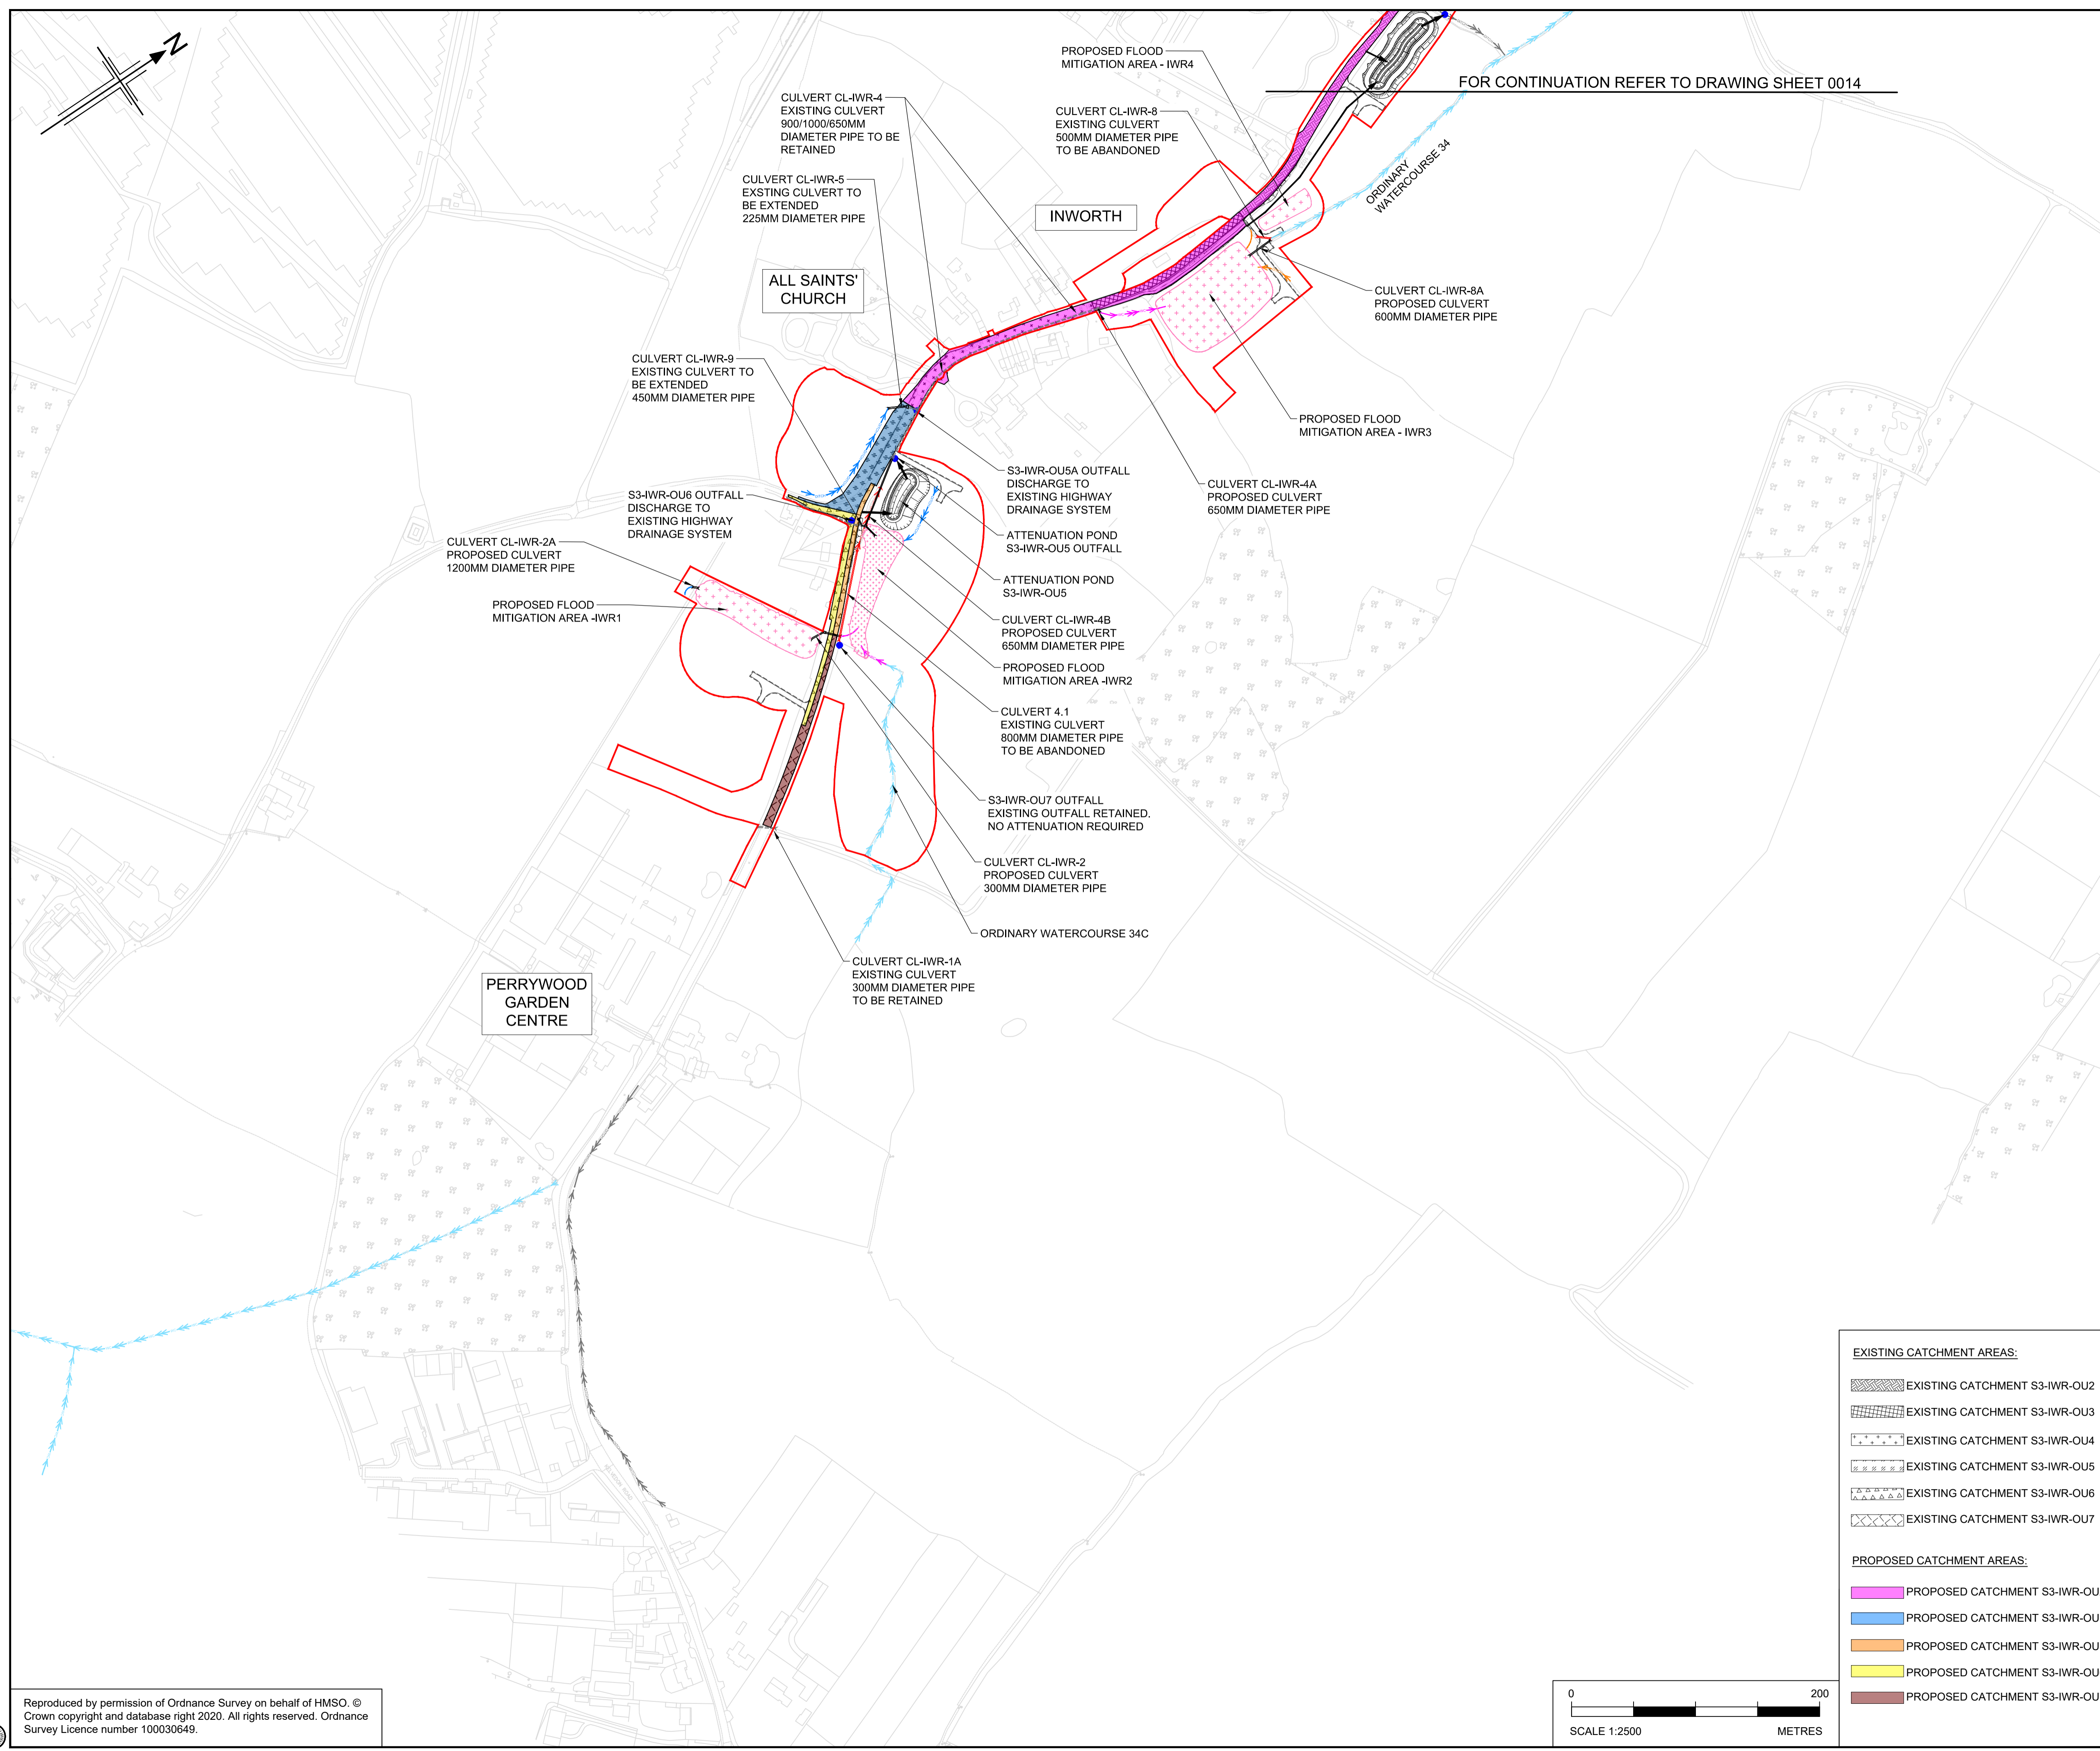 N
PROPOSED FLOOD
MITIGATION AREA - IWR4
FOR CONTINUATION REFER TO DRAWING SHEET 0014
CULVERT CL-IWR-4
EXISTING CULVERT
900/1000/650MM
DIAMETER PIPE TO BE
RETAINED
CULVERT CL-IWR-8
EXISTING CULVERT
500MM DIAMETER PIPE
TO BE ABANDONED
ORDINARY
WATERCOURSE 34
CULVERT CL-IWR-5
EXSTING CULVERT TO
BE EXTENDED
225MM DIAMETER PIPE
INWORTH
ALL SAINTS'
CHURCH
CULVERT CL-IWR-8A
PROPOSED CULVERT
600MM DIAMETER PIPE
CULVERT CL-IWR-9
EXISTING CULVERT TO
BE EXTENDED
450MM DIAMETER PIPE
PROPOSED FLOOD
MITIGATION AREA - IWR3
S3-IWR-OU5A OUTFALL
DISCHARGE TO
EXISTING HIGHWAY
DRAINAGE SYSTEM
CULVERT CL-IWR-4A
PROPOSED CULVERT
650MM DIAMETER PIPE
S3-IWR-OU6 OUTFALL
DISCHARGE TO
EXISTING HIGHWAY
DRAINAGE SYSTEM
ATTENUATION POND
S3-IWR-OU5 OUTFALL
CULVERT CL-IWR-2A
PROPOSED CULVERT
1200MM DIAMETER PIPE
ATTENUATION POND
S3-IWR-OU5
PROPOSED FLOOD
MITIGATION AREA -IWR1
CULVERT CL-IWR-4B
PROPOSED CULVERT
650MM DIAMETER PIPE
PROPOSED FLOOD
MITIGATION AREA -IWR2
CULVERT 4.1
EXISTING CULVERT
800MM DIAMETER PIPE
TO BE ABANDONED
S3-IWR-OU7 OUTFALL
EXISTING OUTFALL RETAINED.
NO ATTENUATION REQUIRED
CULVERT CL-IWR-2
PROPOSED CULVERT
300MM DIAMETER PIPE
ORDINARY WATERCOURSE 34C
CULVERT CL-IWR-1A
EXISTING CULVERT
300MM DIAMETER PIPE
TO BE RETAINED
PERRYWOOD
GARDEN
CENTRE
EXISTING CATCHMENT AREAS:
EXISTING CATCHMENT S3-IWR-OU2
EXISTING CATCHMENT S3-IWR-OU3
EXISTING CATCHMENT S3-IWR-OU4
EXISTING CATCHMENT S3-IWR-OU5
EXISTING CATCHMENT S3-IWR-OU6
EXISTING CATCHMENT S3-IWR-OU7
PROPOSED CATCHMENT AREAS:
PROPOSED CATCHMENT S3-IWR-OU
PROPOSED CATCHMENT S3-IWR-OU
PROPOSED CATCHMENT S3-IWR-OU
PROPOSED CATCHMENT S3-IWR-OU
PROPOSED CATCHMENT S3-IWR-OU
0 200
SCALE 1:2500 METRES
Reproduced by permission of Ordnance Survey on behalf of HMSO. ©
Crown copyright and database right 2020. All rights reserved. Ordnance
Survey Licence number 100030649.